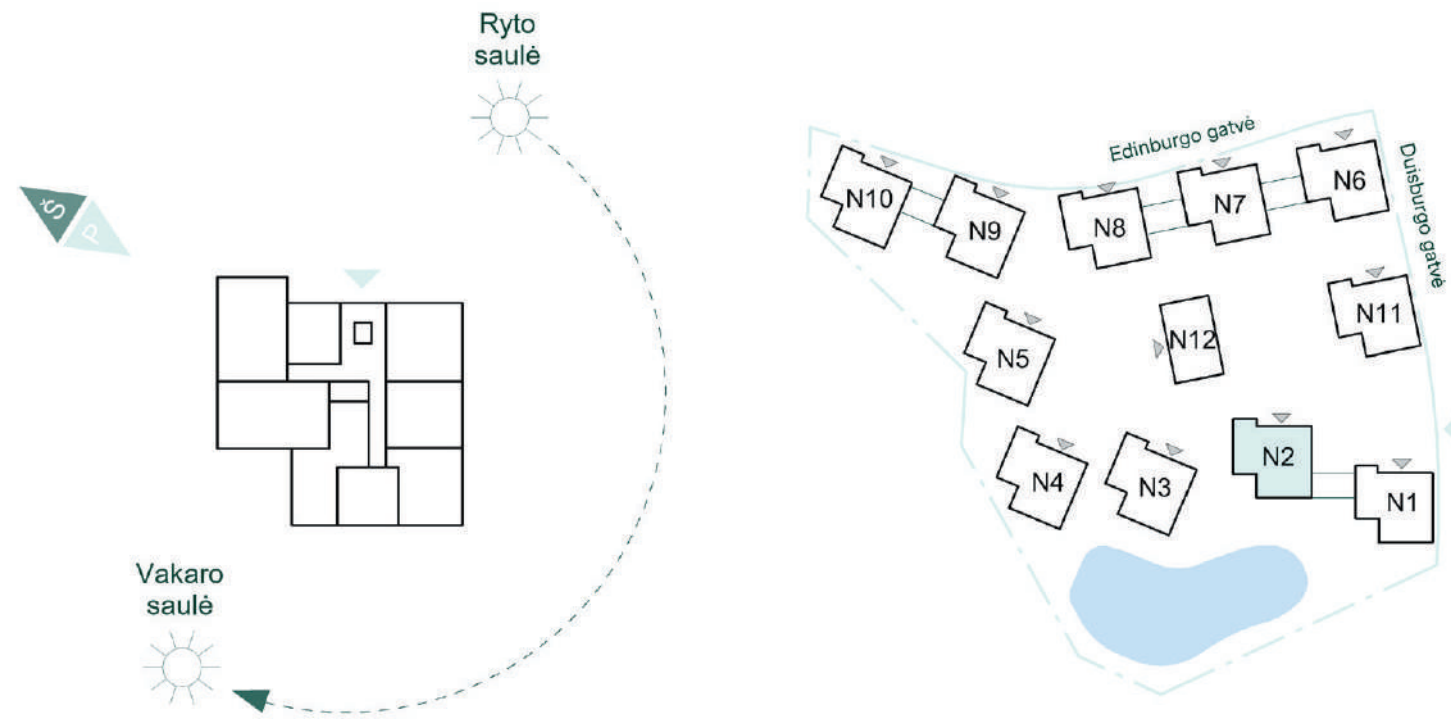 Ryto
saulė
Š
P
Vakaro
saulė
Edinburgo gatvė
Duisburgo gatvė
N10
N9
N8
N7
N6
N5
N12
N11
N4
N3
N2
N1